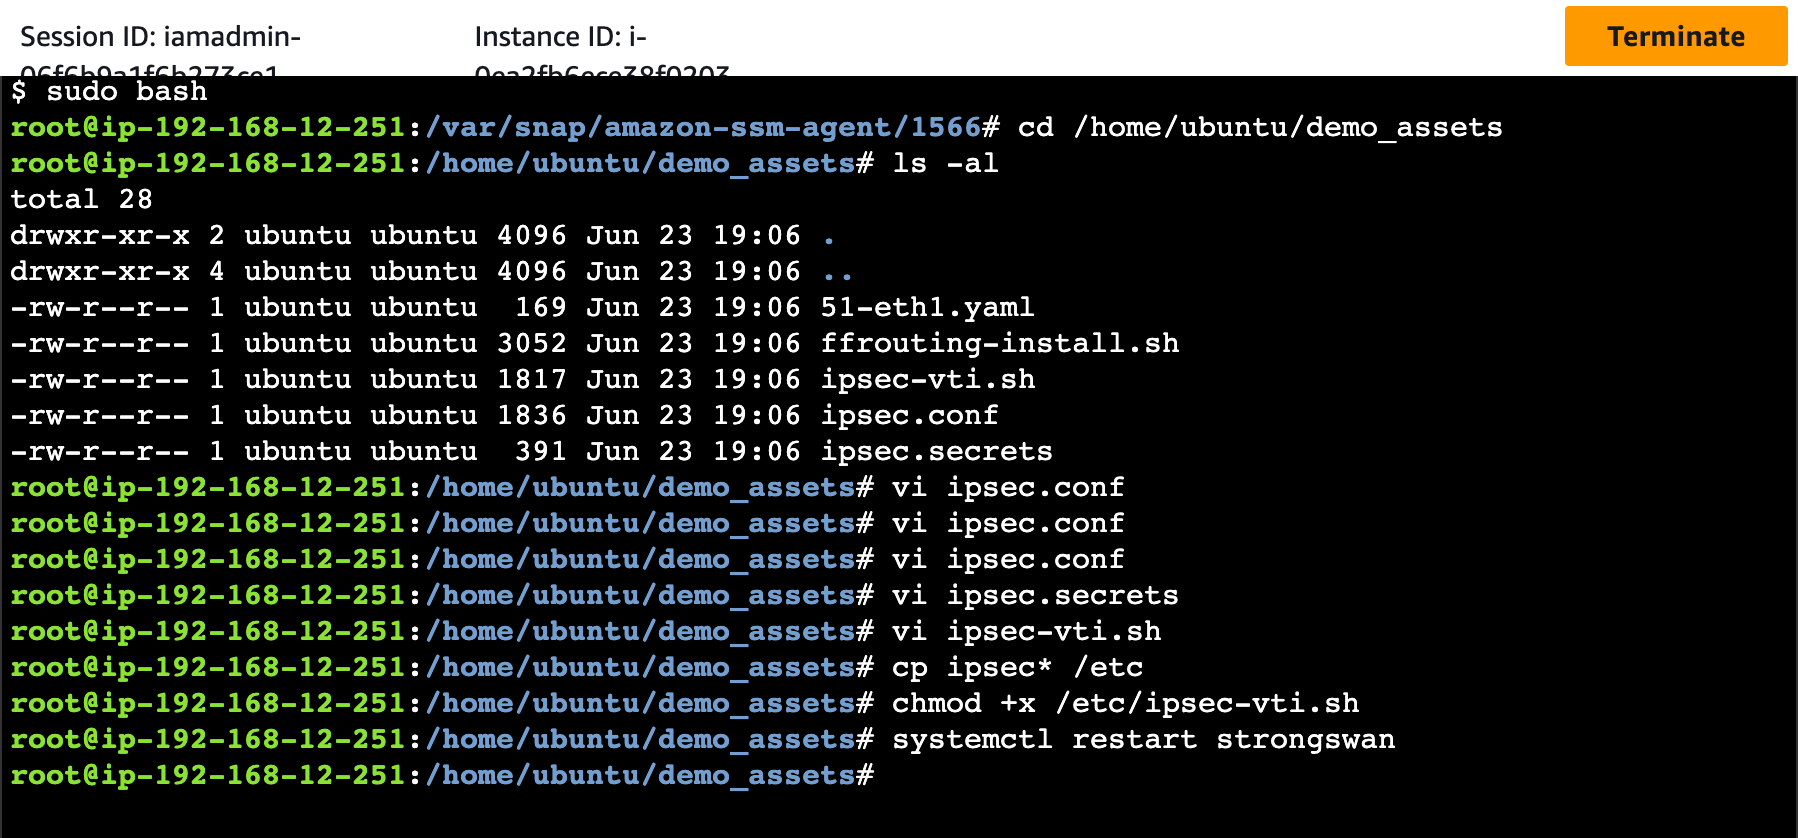 Session ID: iamadmin-
Instance ID: i-
Terminate
06f6b9a1f6b273ce1
0ea2fb6ece38f0203
$ sudo bash
root@ip-192-168-12-251:/var/snap/amazon-ssm-agent/1566# cd /home/ubuntu/demo_assets
root@ip-192-168-12-251:/home/ubuntu/demo_assets# ls -al
total 28
drwxr-xr-x 2 ubuntu ubuntu 4096 Jun 23 19:06 .
drwxr-xr-x 4 ubuntu ubuntu 4096 Jun 23 19:06 ..
-rw-r--r-- 1 ubuntu ubuntu  169 Jun 23 19:06 51-eth1.yaml
-rw-r--r-- 1 ubuntu ubuntu 3052 Jun 23 19:06 ffrouting-install.sh
-rw-r--r-- 1 ubuntu ubuntu 1817 Jun 23 19:06 ipsec-vti.sh
-rw-r--r-- 1 ubuntu ubuntu 1836 Jun 23 19:06 ipsec.conf
-rw-r--r-- 1 ubuntu ubuntu  391 Jun 23 19:06 ipsec.secrets
root@ip-192-168-12-251:/home/ubuntu/demo_assets# vi ipsec.conf
root@ip-192-168-12-251:/home/ubuntu/demo_assets# vi ipsec.conf
root@ip-192-168-12-251:/home/ubuntu/demo_assets# vi ipsec.conf
root@ip-192-168-12-251:/home/ubuntu/demo_assets# vi ipsec.secrets
root@ip-192-168-12-251:/home/ubuntu/demo_assets# vi ipsec-vti.sh
root@ip-192-168-12-251:/home/ubuntu/demo_assets# cp ipsec* /etc
root@ip-192-168-12-251:/home/ubuntu/demo_assets# chmod +x /etc/ipsec-vti.sh
root@ip-192-168-12-251:/home/ubuntu/demo_assets# systemctl restart strongswan
root@ip-192-168-12-251:/home/ubuntu/demo_assets#